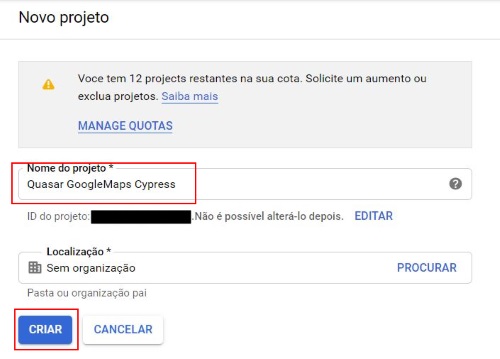 Novo projeto
Voce tem 12 projects restantes na sua cota. Solicite um aumento ou
exclua projetos. Saiba mais
MANAGE QUOTAS
Nome do projeto *
Quasar GoogleMaps Cypress
ID do projeto: .Não é possível alterá-lo depois. EDITAR
Localização *
Sem organização PROCURAR
Pasta ou organização pai
CRIAR CANCELAR